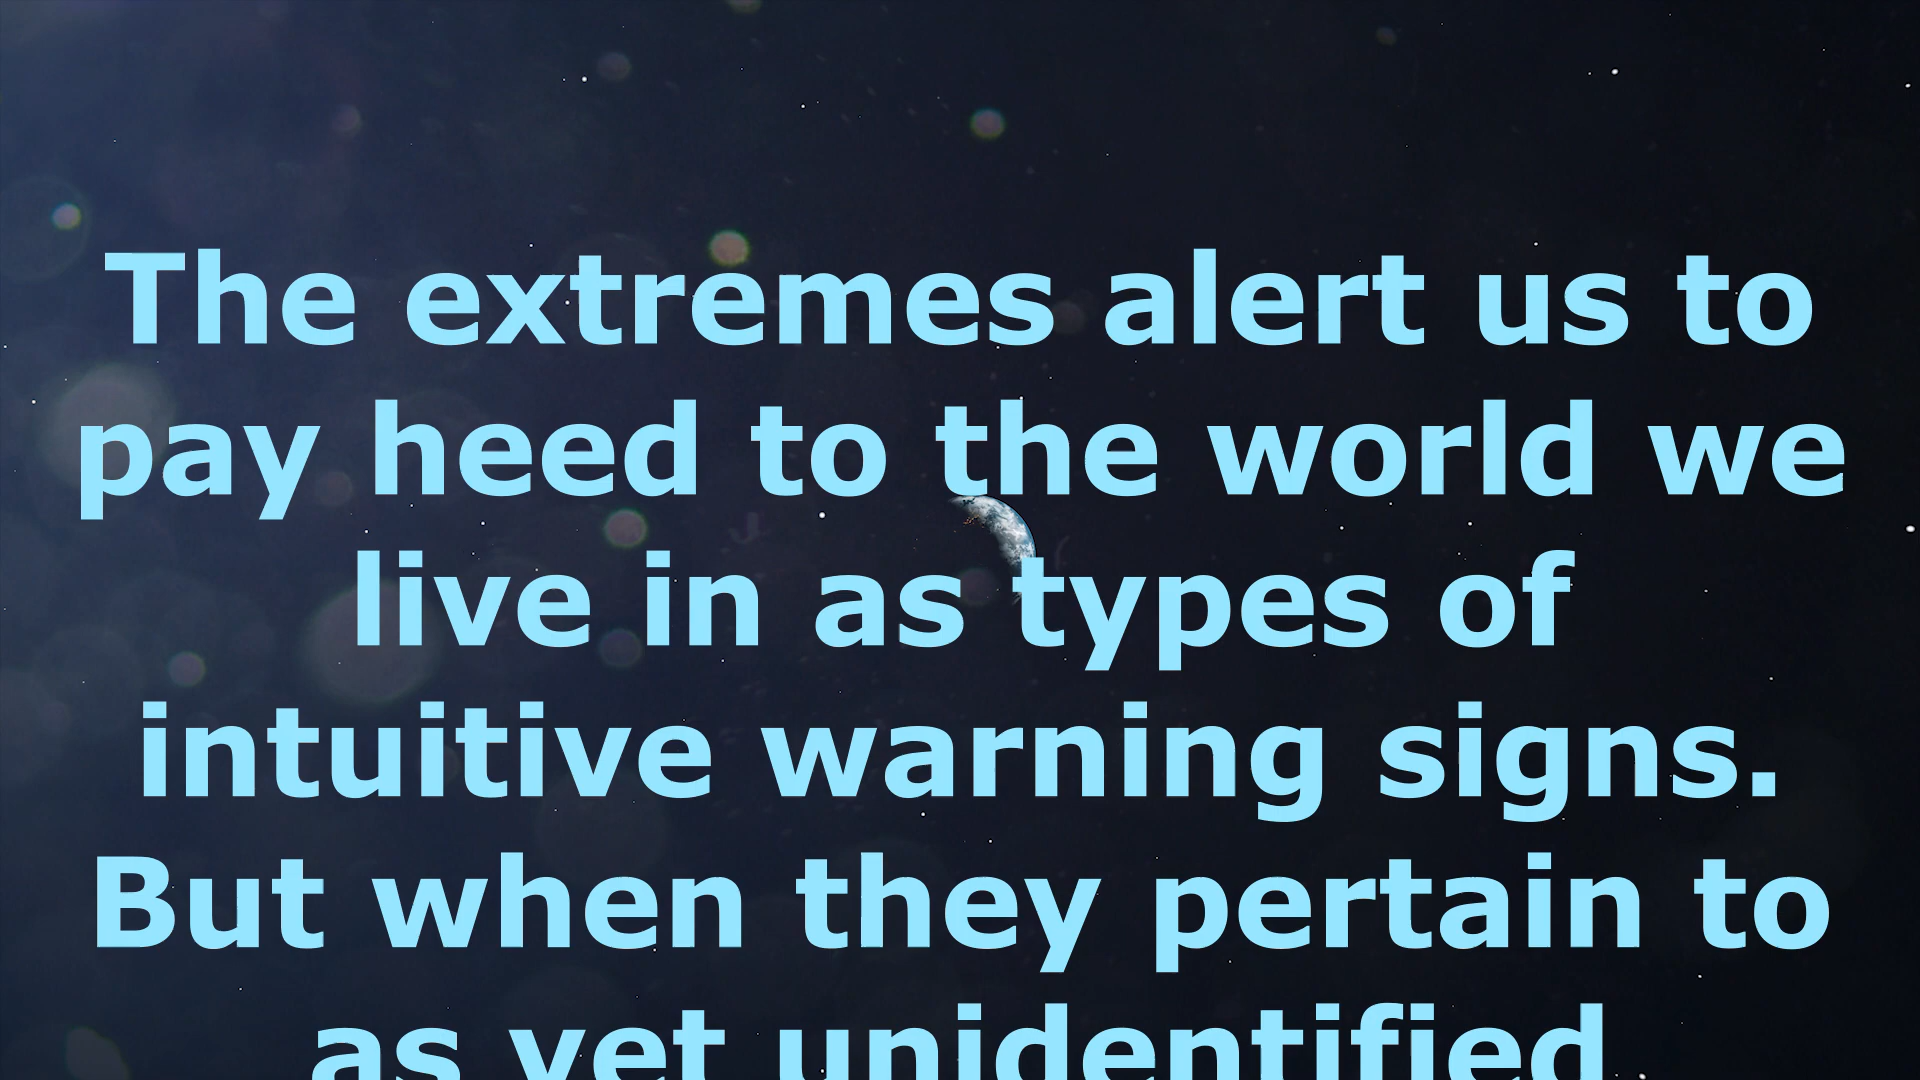 The extremes alert us to
pay heed to the world we
live in as types of
intuitive warning signs.
But when they pertain to
as yet unidentified